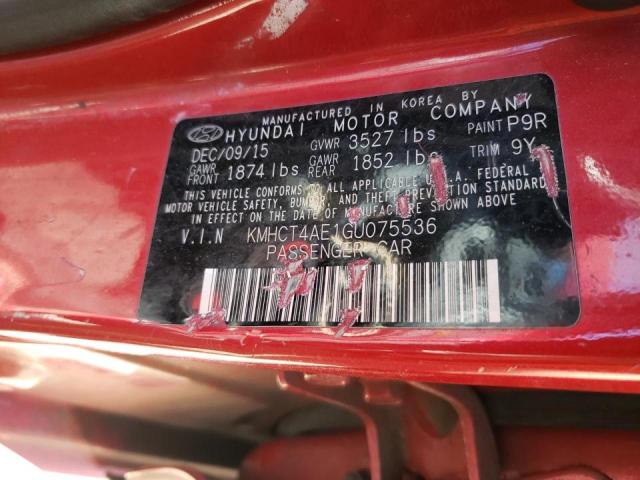 MANUFACTURED IN KOREA BY
HYUNDAI MOTOR COMPANY
DEC/09/15 GVWR 3527 lbs PAINT P9R
GAWR FRONT 1874 lbs GAWR REAR 1852 lbs TRIM 9Y
THIS VEHICLE CONFORMS TO ALL APPLICABLE U.S.A. FEDERAL
MOTOR VEHICLE SAFETY, BUMPER, AND THEFT PREVENTION STANDARDS
IN EFFECT ON THE DATE OF MANUFACTURE SHOWN ABOVE.
V.I.N KMHCT4AE1GU075536
PASSENGER CAR